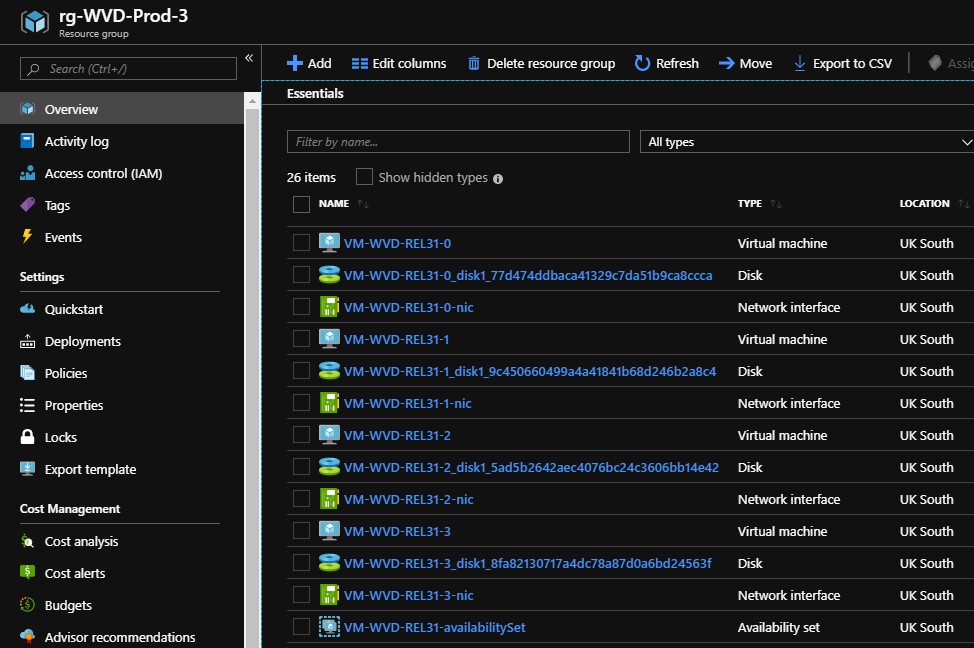 rg-WVD-Prod-3
Resource group
Search (Ctrl+/)
«
Overview
Activity log
Access control (IAM)
Tags
Events
Settings
Quickstart
Deployments
Policies
Properties
Locks
Export template
Cost Management
Cost analysis
Cost alerts
Budgets
Advisor recommendations
Add Edit columns Delete resource group Refresh Move Export to CSV Assig
Essentials
Filter by name... All types
26 items Show hidden types
NAME TYPE LOCATION
VM-WVD-REL31-0 Virtual machine UK South
VM-WVD-REL31-0_disk1_77d474ddbaca41329c7da51b9ca8ccca Disk UK South
VM-WVD-REL31-0-nic Network interface UK South
VM-WVD-REL31-1 Virtual machine UK South
VM-WVD-REL31-1_disk1_9c450660499a4a41841b68d246b2a8c4 Disk UK South
VM-WVD-REL31-1-nic Network interface UK South
VM-WVD-REL31-2 Virtual machine UK South
VM-WVD-REL31-2_disk1_5ad5b2642aec4076bc24c3606bb14e42 Disk UK South
VM-WVD-REL31-2-nic Network interface UK South
VM-WVD-REL31-3 Virtual machine UK South
VM-WVD-REL31-3_disk1_8fa82130717a4dc78a87d0a6bd24563f Disk UK South
VM-WVD-REL31-3-nic Network interface UK South
VM-WVD-REL31-availabilitySet Availability set UK South